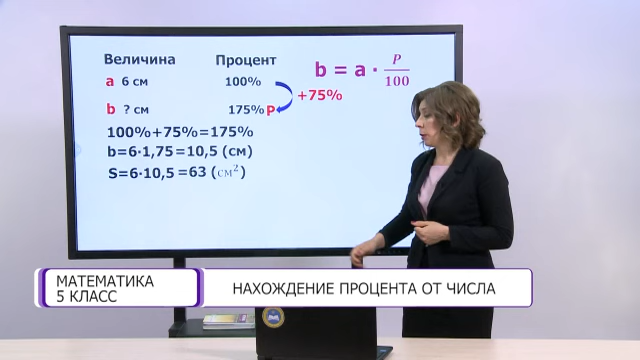 Величина Процент
a 6 см 100%
+75%
b ? см 175% p
b = a · P/100
100%+75%=175%
b=6·1,75=10,5 (см)
S=6·10,5=63 (см²)
МАТЕМАТИКА
5 КЛАСС
НАХОЖДЕНИЕ ПРОЦЕНТА ОТ ЧИСЛА